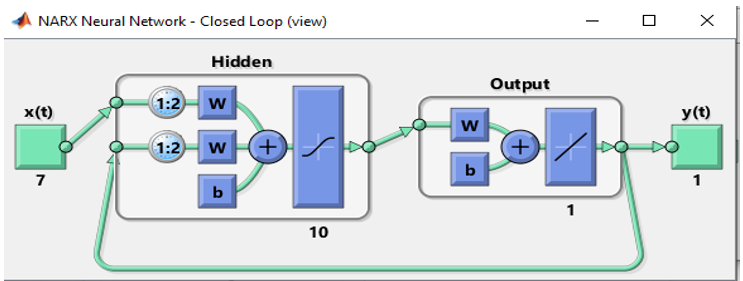 NARX Neural Network - Closed Loop (view)
Hidden
Output
x(t)
1:2
W
W
y(t)
1:2
W
+
+
b
b
7
1
1
10